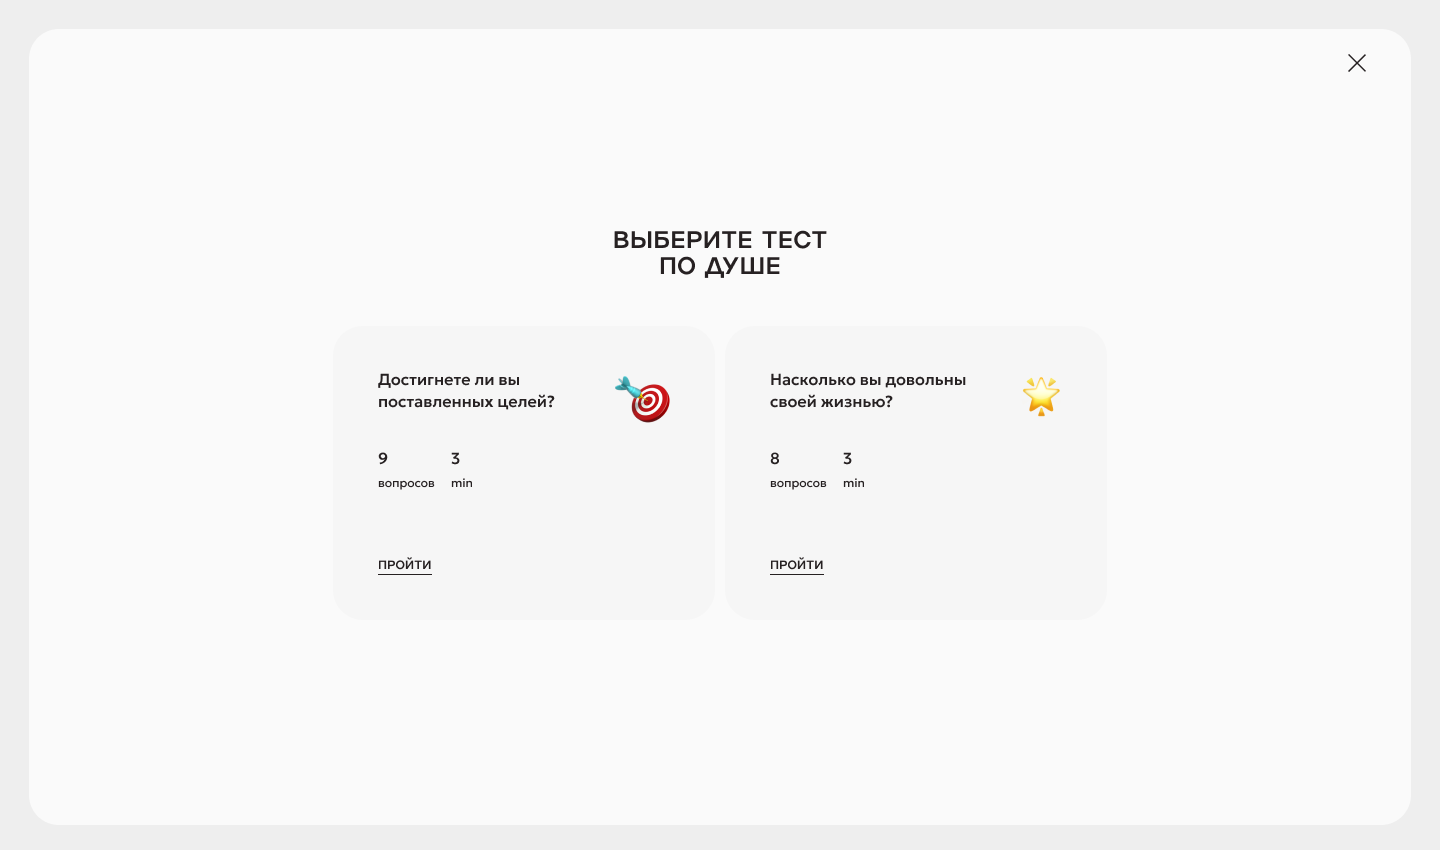 ВЫБЕРИТЕ ТЕСТ
ПО ДУШЕ
Достигнете ли вы
поставленных целей?
9
3
вопросов
min
ПРОЙТИ
Насколько вы довольны
своей жизнью?
8
3
вопросов
min
ПРОЙТИ